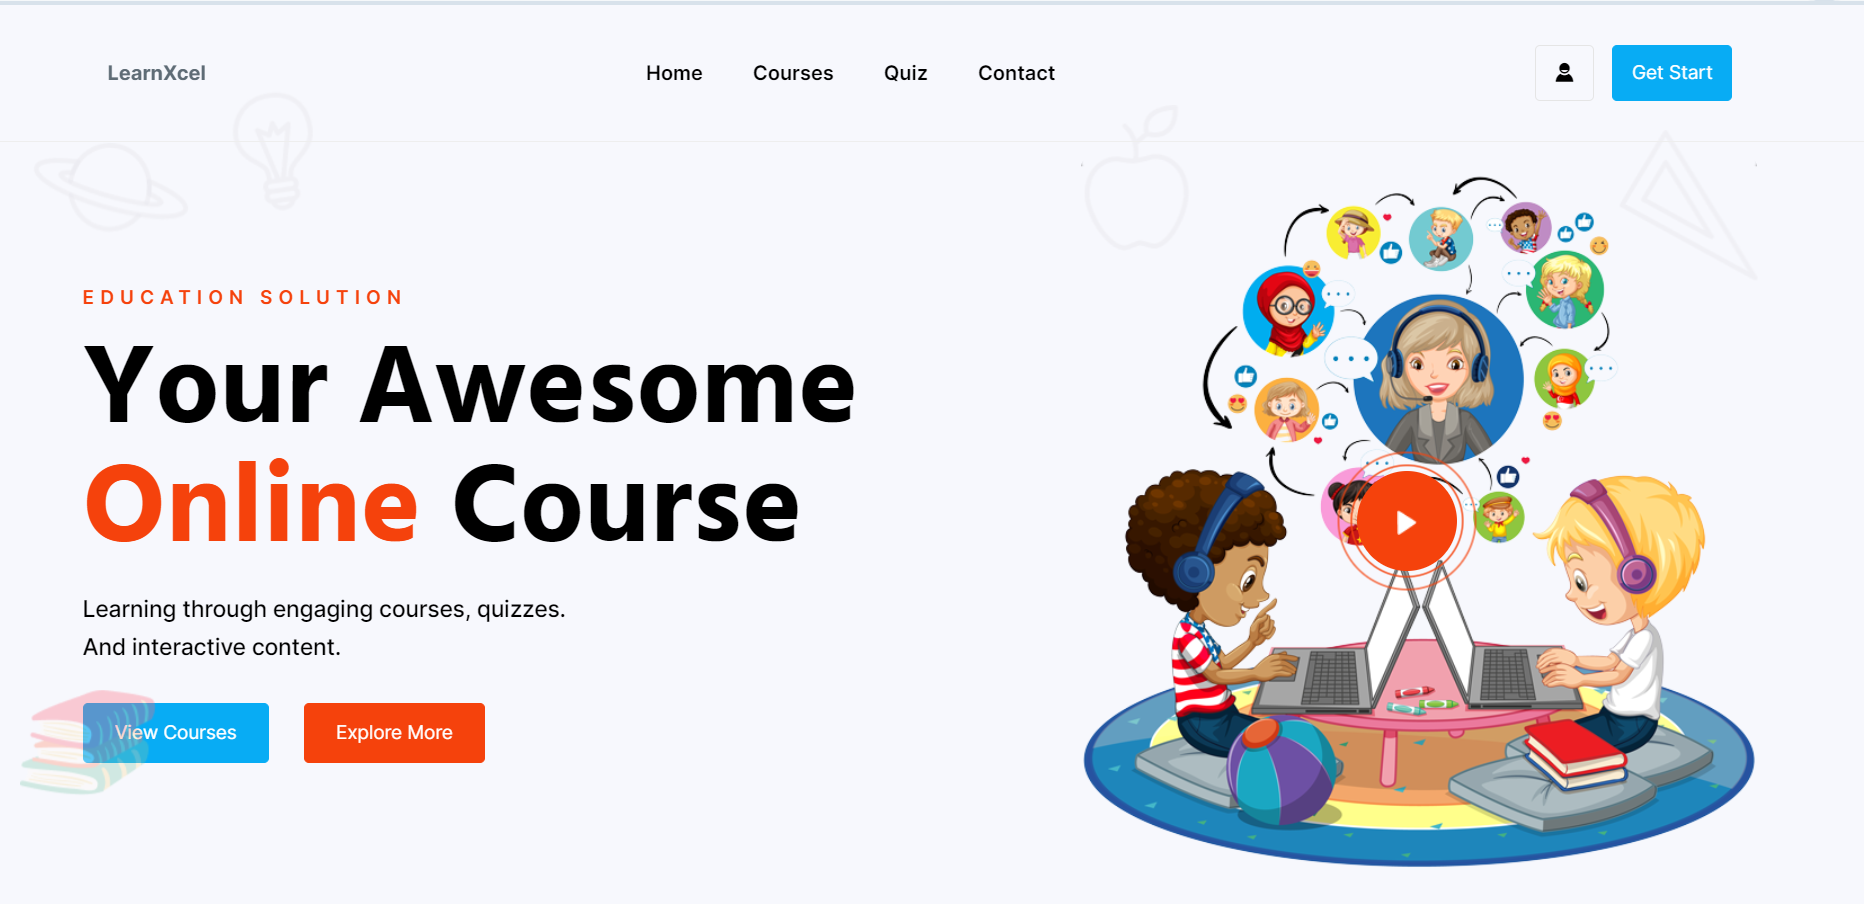 LearnXcel
Home Courses Quiz Contact
Get Start
EDUCATION SOLUTION
Your Awesome
Online Course
Learning through engaging courses, quizzes.
And interactive content.
View Courses Explore More